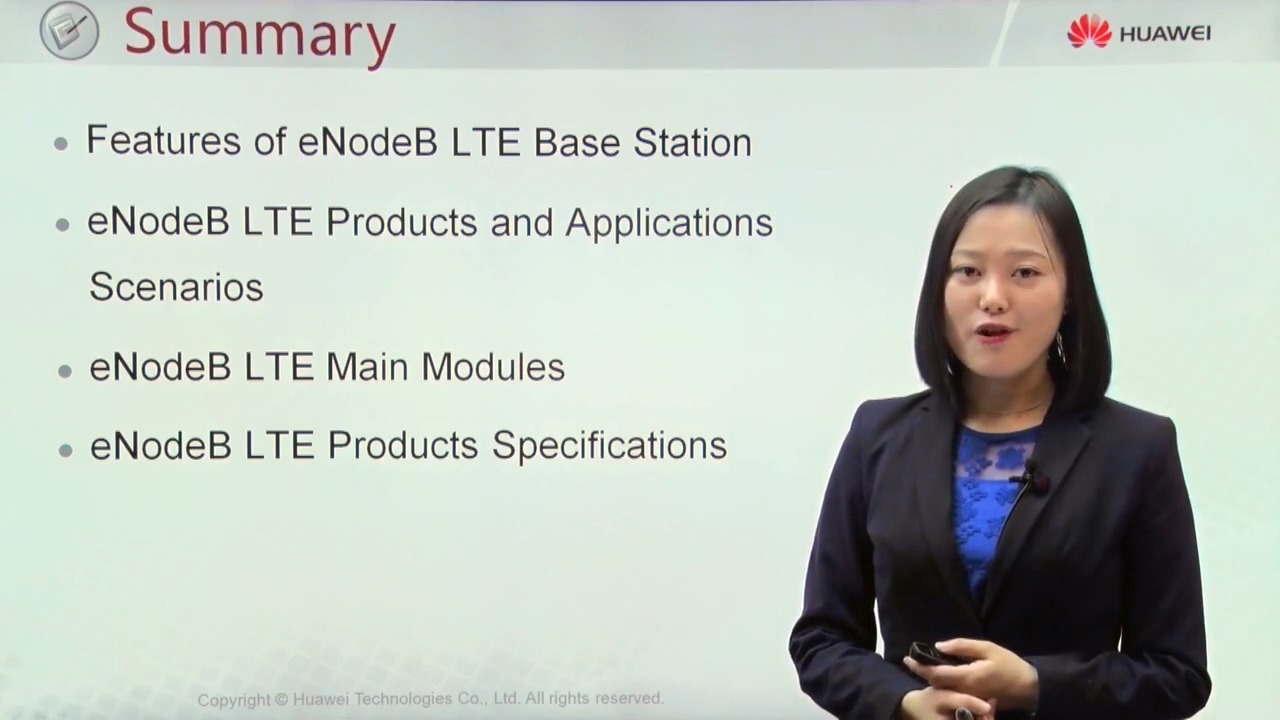 Summary
HUAWEI
Features of eNodeB LTE Base Station
eNodeB LTE Products and Applications
Scenarios
eNodeB LTE Main Modules
eNodeB LTE Products Specifications
Copyright © Huawei Technologies Co., Ltd. All rights reserved.